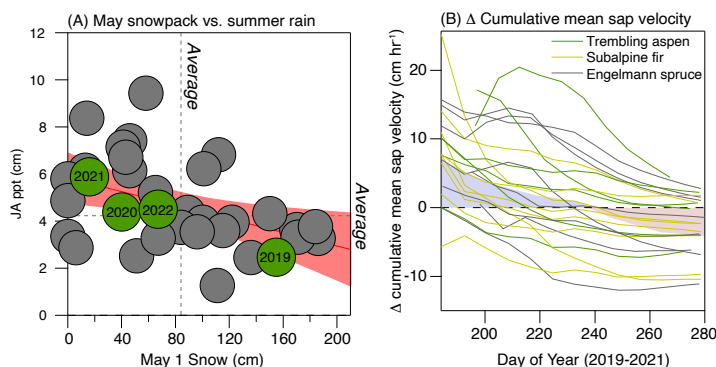 (A) May snowpack vs. summer rain
12
10
8
6
4
2
0
JA ppt (cm)
Average
Average
2021
2020
2022
2019
0 40 80 120 160 200
May 1 Snow (cm)
(B) Δ Cumulative mean sap velocity
Trembling aspen
Subalpine fir
Engelmann spruce
20
10
0
-10
Δ cumulative mean sap velocity (cm hr⁻¹)
200 220 240 260 280
Day of Year (2019-2021)